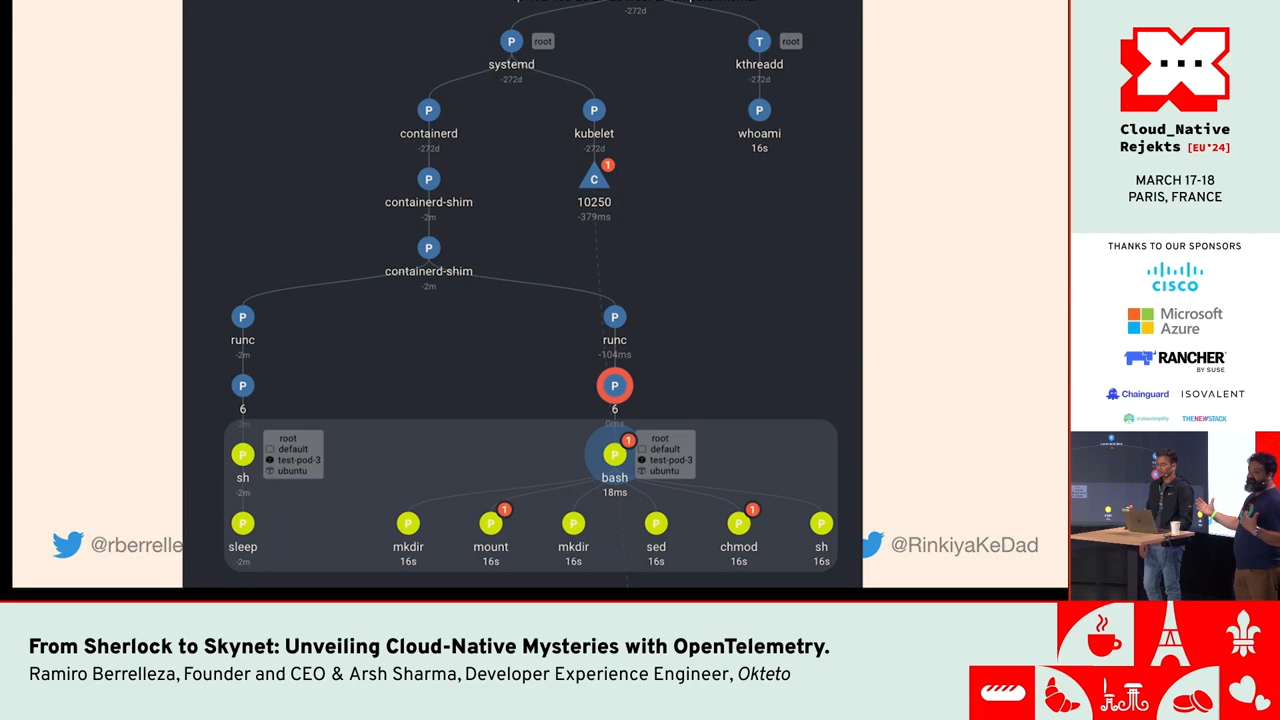 -272d
P root
T root
systemd
-272d
kthreadd
-272d
P
P
P
containerd
-272d
kubelet
-272d
whoami
16s
P
C 1
containerd-shim
-2m
10250
-379ms
P
containerd-shim
-2m
P
P
runc
-2m
runc
-104ms
P
P
6
-2m
6
0ms
P
root
default
test-pod-3
ubuntu
P 1
root
default
test-pod-3
ubuntu
sh
-2m
bash
18ms
P
P
P 1
P
P
P 1
P
sleep
-2m
mkdir
16s
mount
16s
mkdir
16s
sed
16s
chmod
16s
sh
16s
@rberrelle
@RinkiyaKeDad
Cloud_Native
Rejekts [EU*24]
MARCH 17-18
PARIS, FRANCE
THANKS TO OUR SPONSORS
CISCO
Microsoft
Azure
RANCHER
BY SUSE
Chainguard
ISOVALENT
kubesimplify
THENEWSTACK
From Sherlock to Skynet: Unveiling Cloud-Native Mysteries with OpenTelemetry.
Ramiro Berrelleza, Founder and CEO & Arsh Sharma, Developer Experience Engineer, Okteto